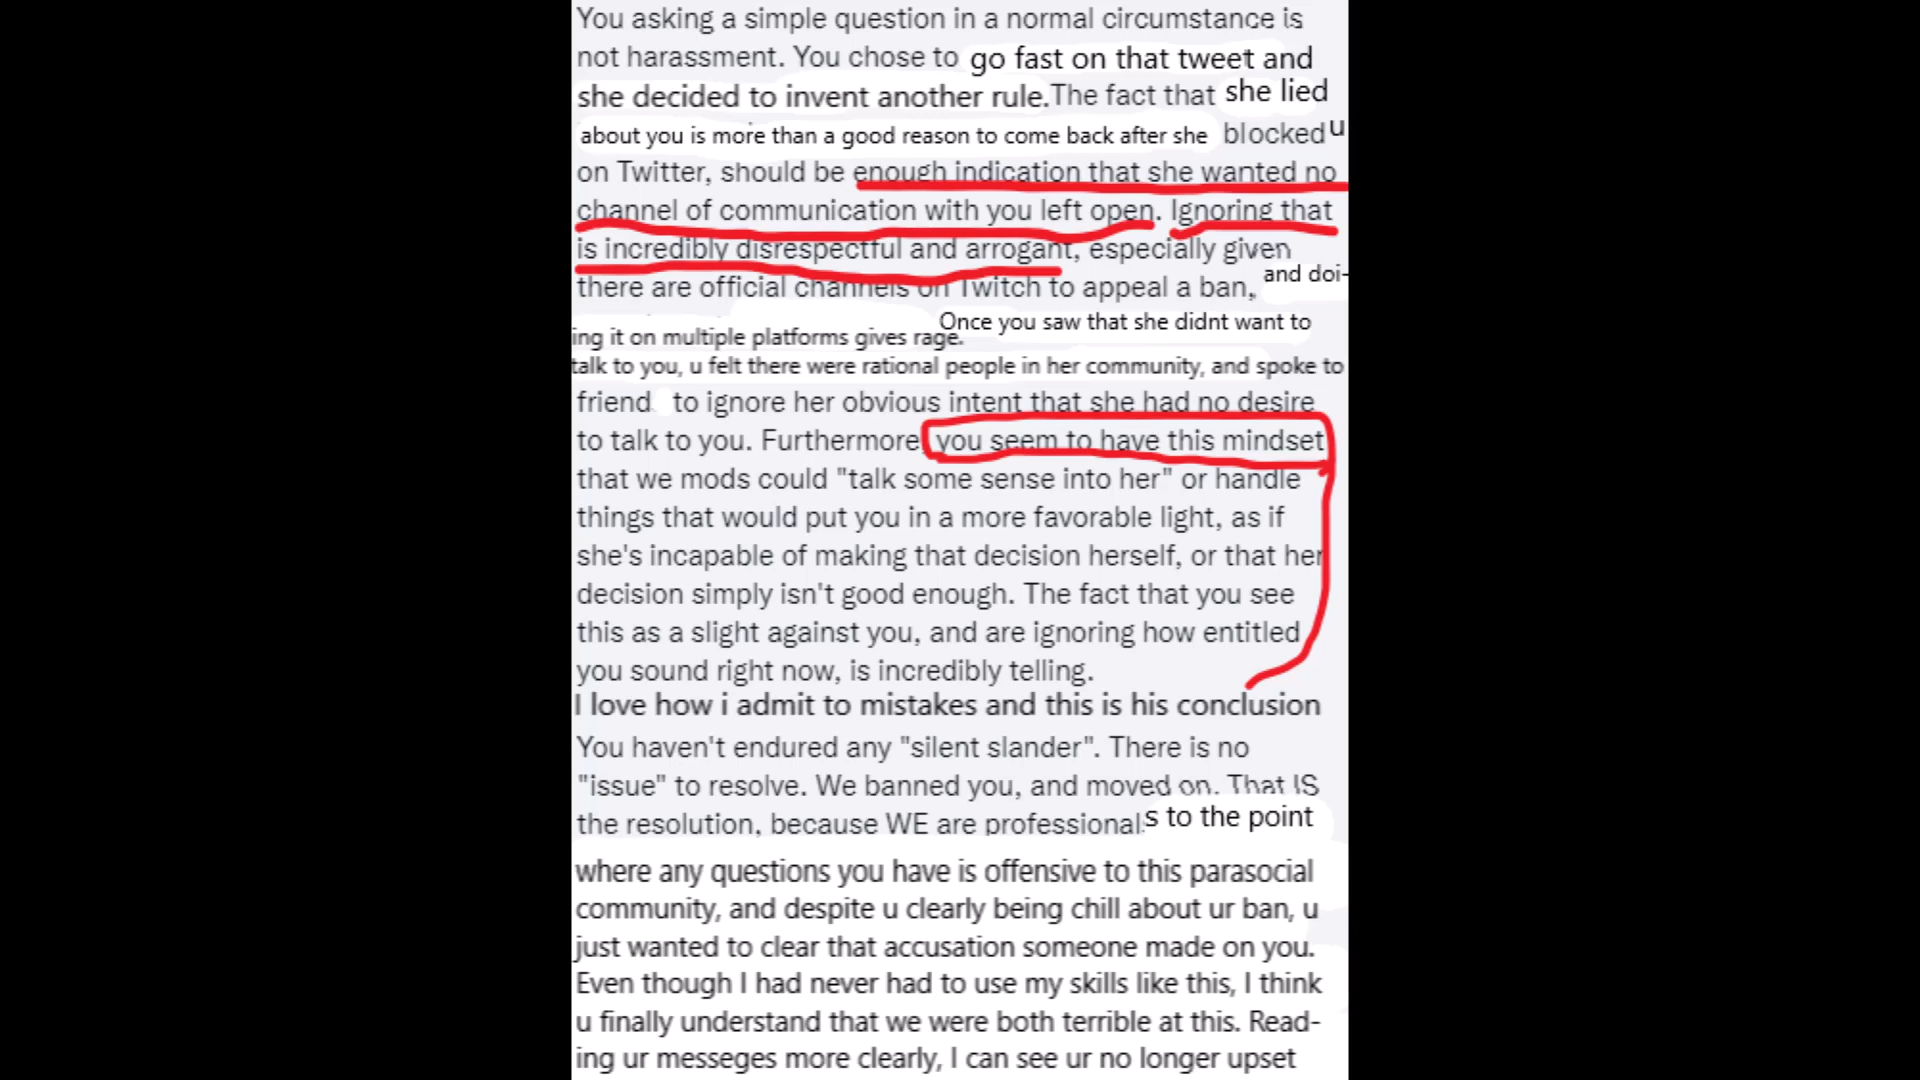 You asking a simple question in a normal circumstance is
not harassment. You chose to go fast on that tweet and
she decided to invent another rule.The fact that she lied
about you is more than a good reason to come back after she blocked u
on Twitter, should be enough indication that she wanted no
channel of communication with you left open. Ignoring that
is incredibly disrespectful and arrogant, especially given
there are official channels on Twitch to appeal a ban, and doi-
ing it on multiple platforms gives rage. Once you saw that she didnt want to
talk to you, u felt there were rational people in her community, and spoke to
friend to ignore her obvious intent that she had no desire
to talk to you. Furthermore you seem to have this mindset
that we mods could "talk some sense into her" or handle
things that would put you in a more favorable light, as if
she's incapable of making that decision herself, or that her
decision simply isn't good enough. The fact that you see
this as a slight against you, and are ignoring how entitled
you sound right now, is incredibly telling.
I love how i admit to mistakes and this is his conclusion
You haven't endured any "silent slander". There is no
"issue" to resolve. We banned you, and moved on. That IS
the resolution, because WE are professionals to the point
where any questions you have is offensive to this parasocial
community, and despite u clearly being chill about ur ban, u
just wanted to clear that accusation someone made on you.
Even though I had never had to use my skills like this, I think
u finally understand that we were both terrible at this. Read-
ing ur messeges more clearly, I can see ur no longer upset